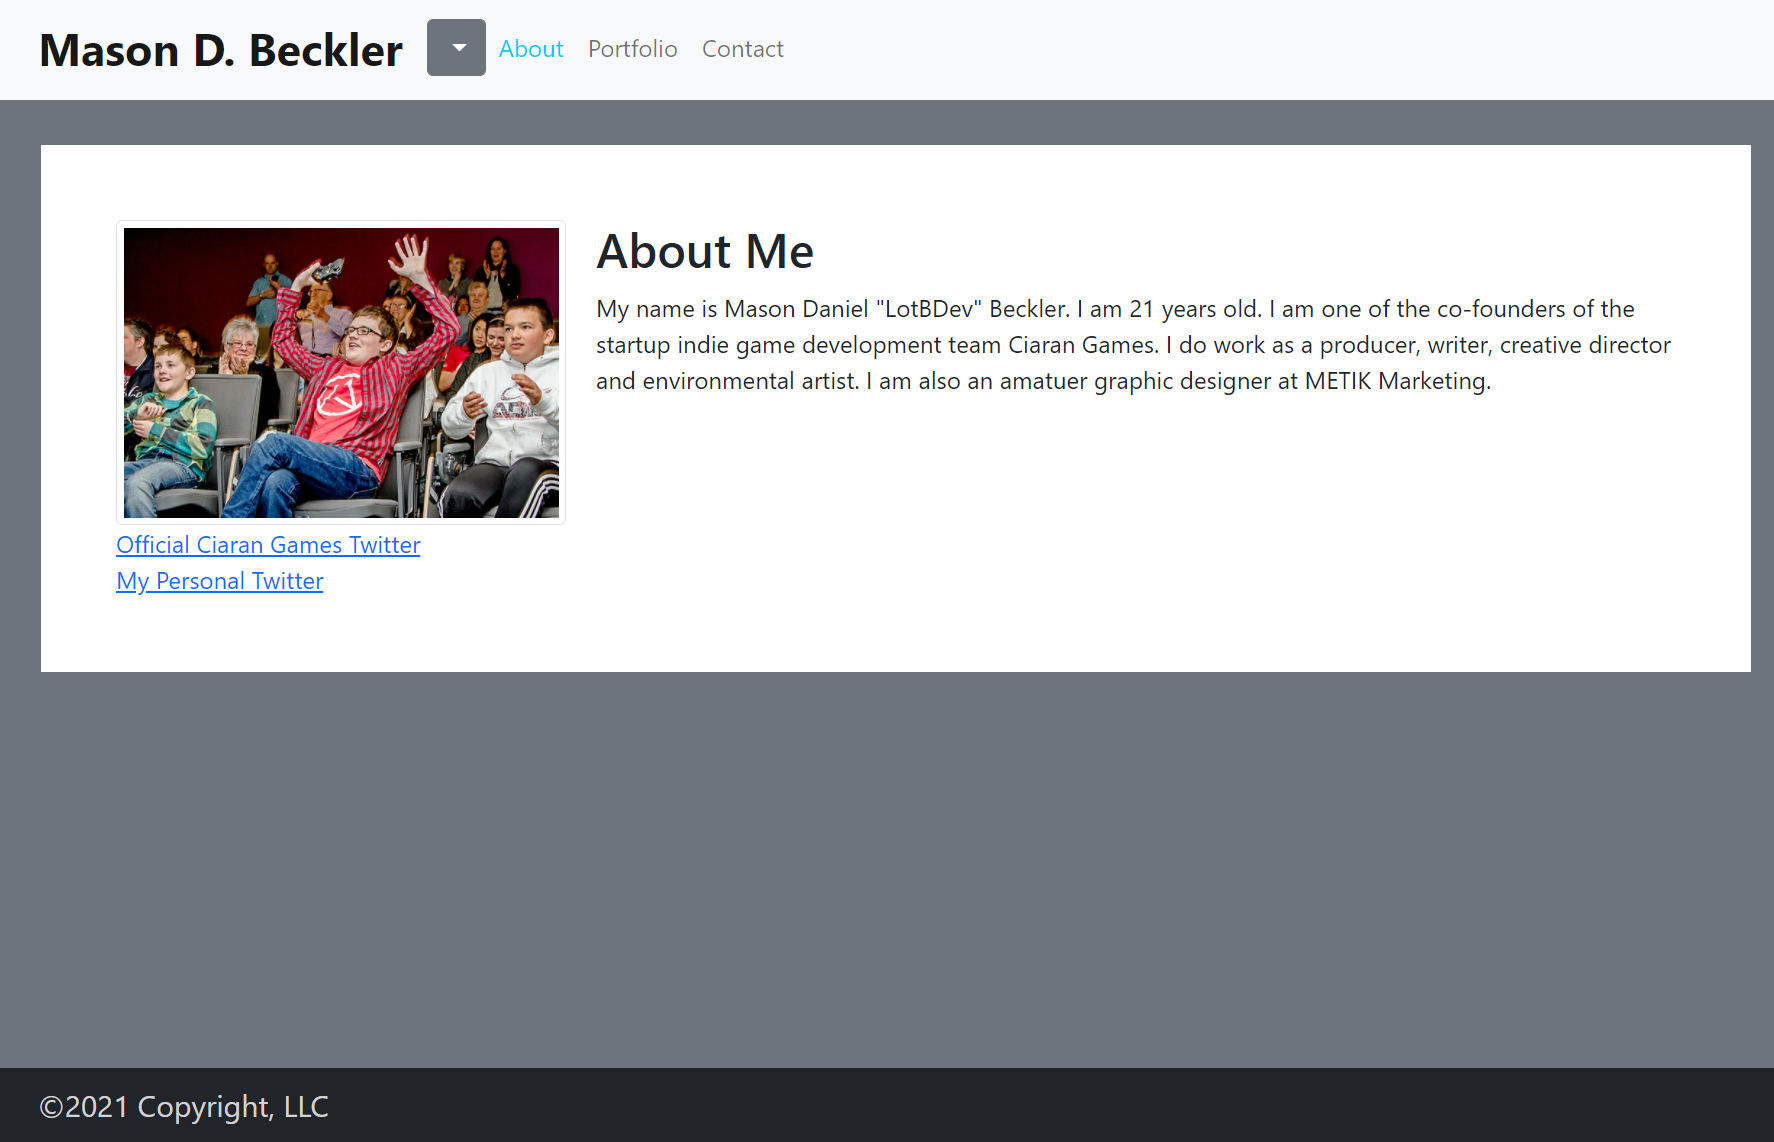 Mason D. Beckler
About Portfolio Contact
About Me
My name is Mason Daniel "LotBDev" Beckler. I am 21 years old. I am one of the co-founders of the
startup indie game development team Ciaran Games. I do work as a producer, writer, creative director
and environmental artist. I am also an amatuer graphic designer at METIK Marketing.
Official Ciaran Games Twitter
My Personal Twitter
©2021 Copyright, LLC